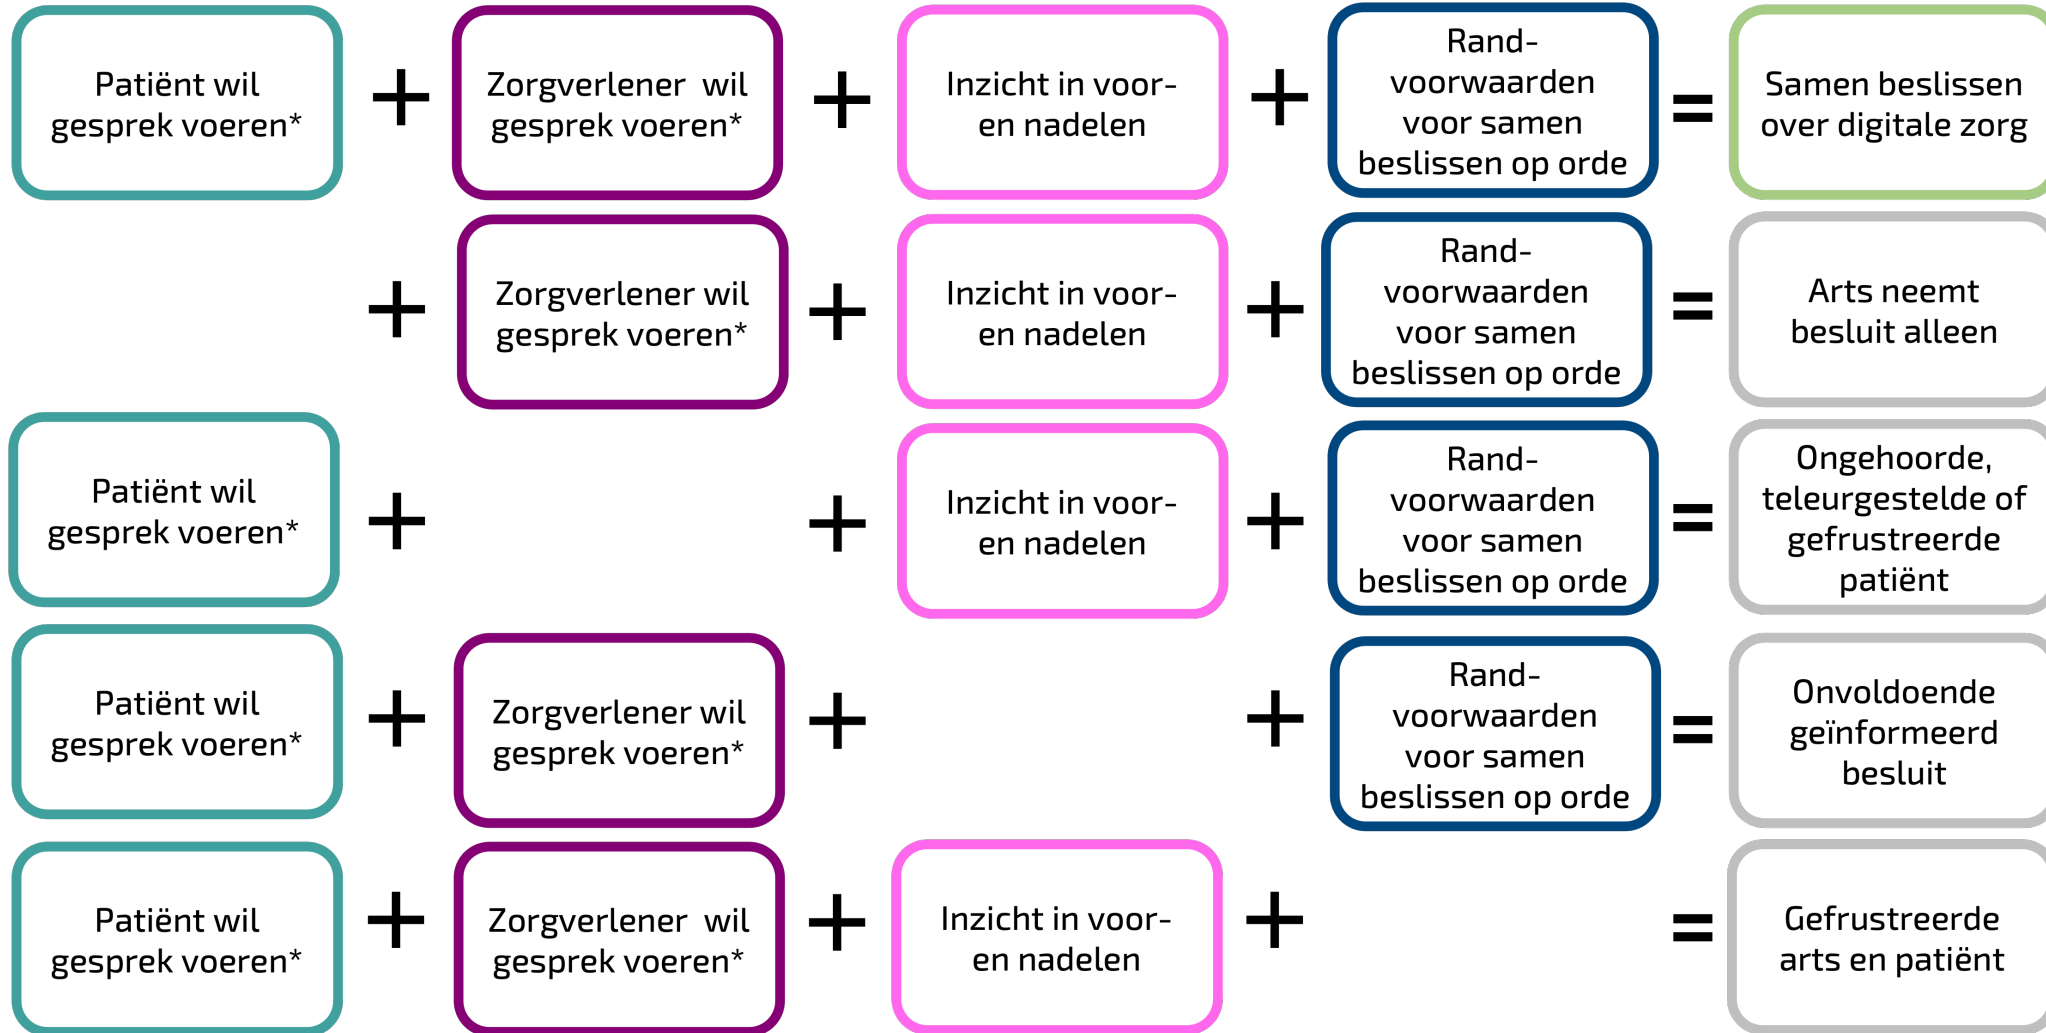 Patiënt wil
gesprek voeren*
+
Zorgverlener wil
gesprek voeren*
+
Inzicht in voor-
en nadelen
+
Rand-
voorwaarden
voor samen
beslissen op orde
=
Samen beslissen
over digitale zorg
+
Zorgverlener wil
gesprek voeren*
+
Inzicht in voor-
en nadelen
+
Rand-
voorwaarden
voor samen
beslissen op orde
=
Arts neemt
besluit alleen
Patiënt wil
gesprek voeren*
+
+
Inzicht in voor-
en nadelen
+
Rand-
voorwaarden
voor samen
beslissen op orde
=
Ongehoorde,
teleurgestelde of
gefrustreerde
patiënt
Patiënt wil
gesprek voeren*
+
Zorgverlener wil
gesprek voeren*
+
+
Rand-
voorwaarden
voor samen
beslissen op orde
=
Onvoldoende
geïnformeerd
besluit
Patiënt wil
gesprek voeren*
+
Zorgverlener wil
gesprek voeren*
+
Inzicht in voor-
en nadelen
+
=
Gefrustreerde
arts en patiënt